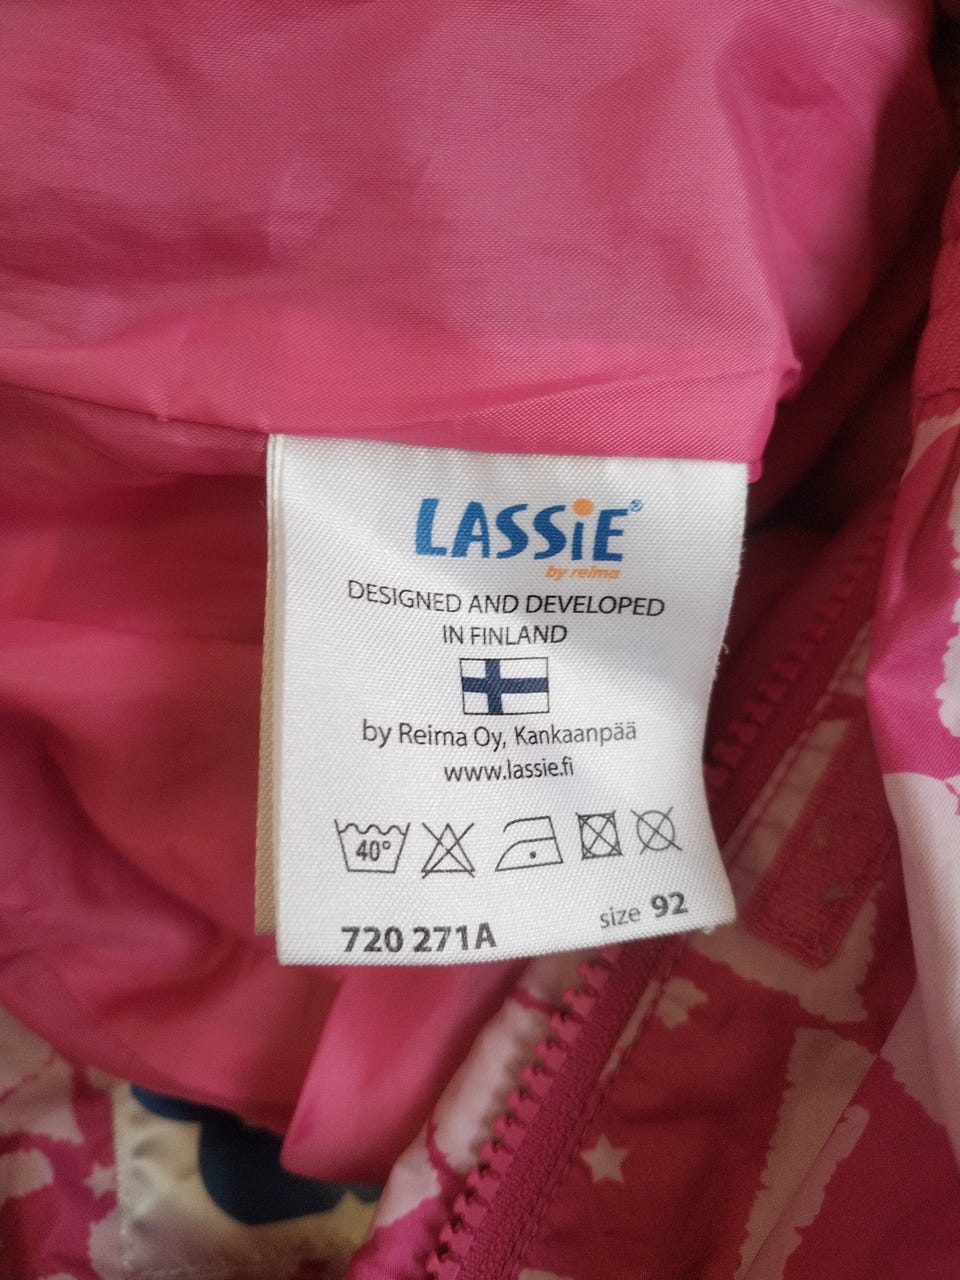 LASSiE®
by reima
DESIGNED AND DEVELOPED
IN FINLAND
by Reima Oy, Kankaanpää
www.lassie.fi
40°
720 271A size 92